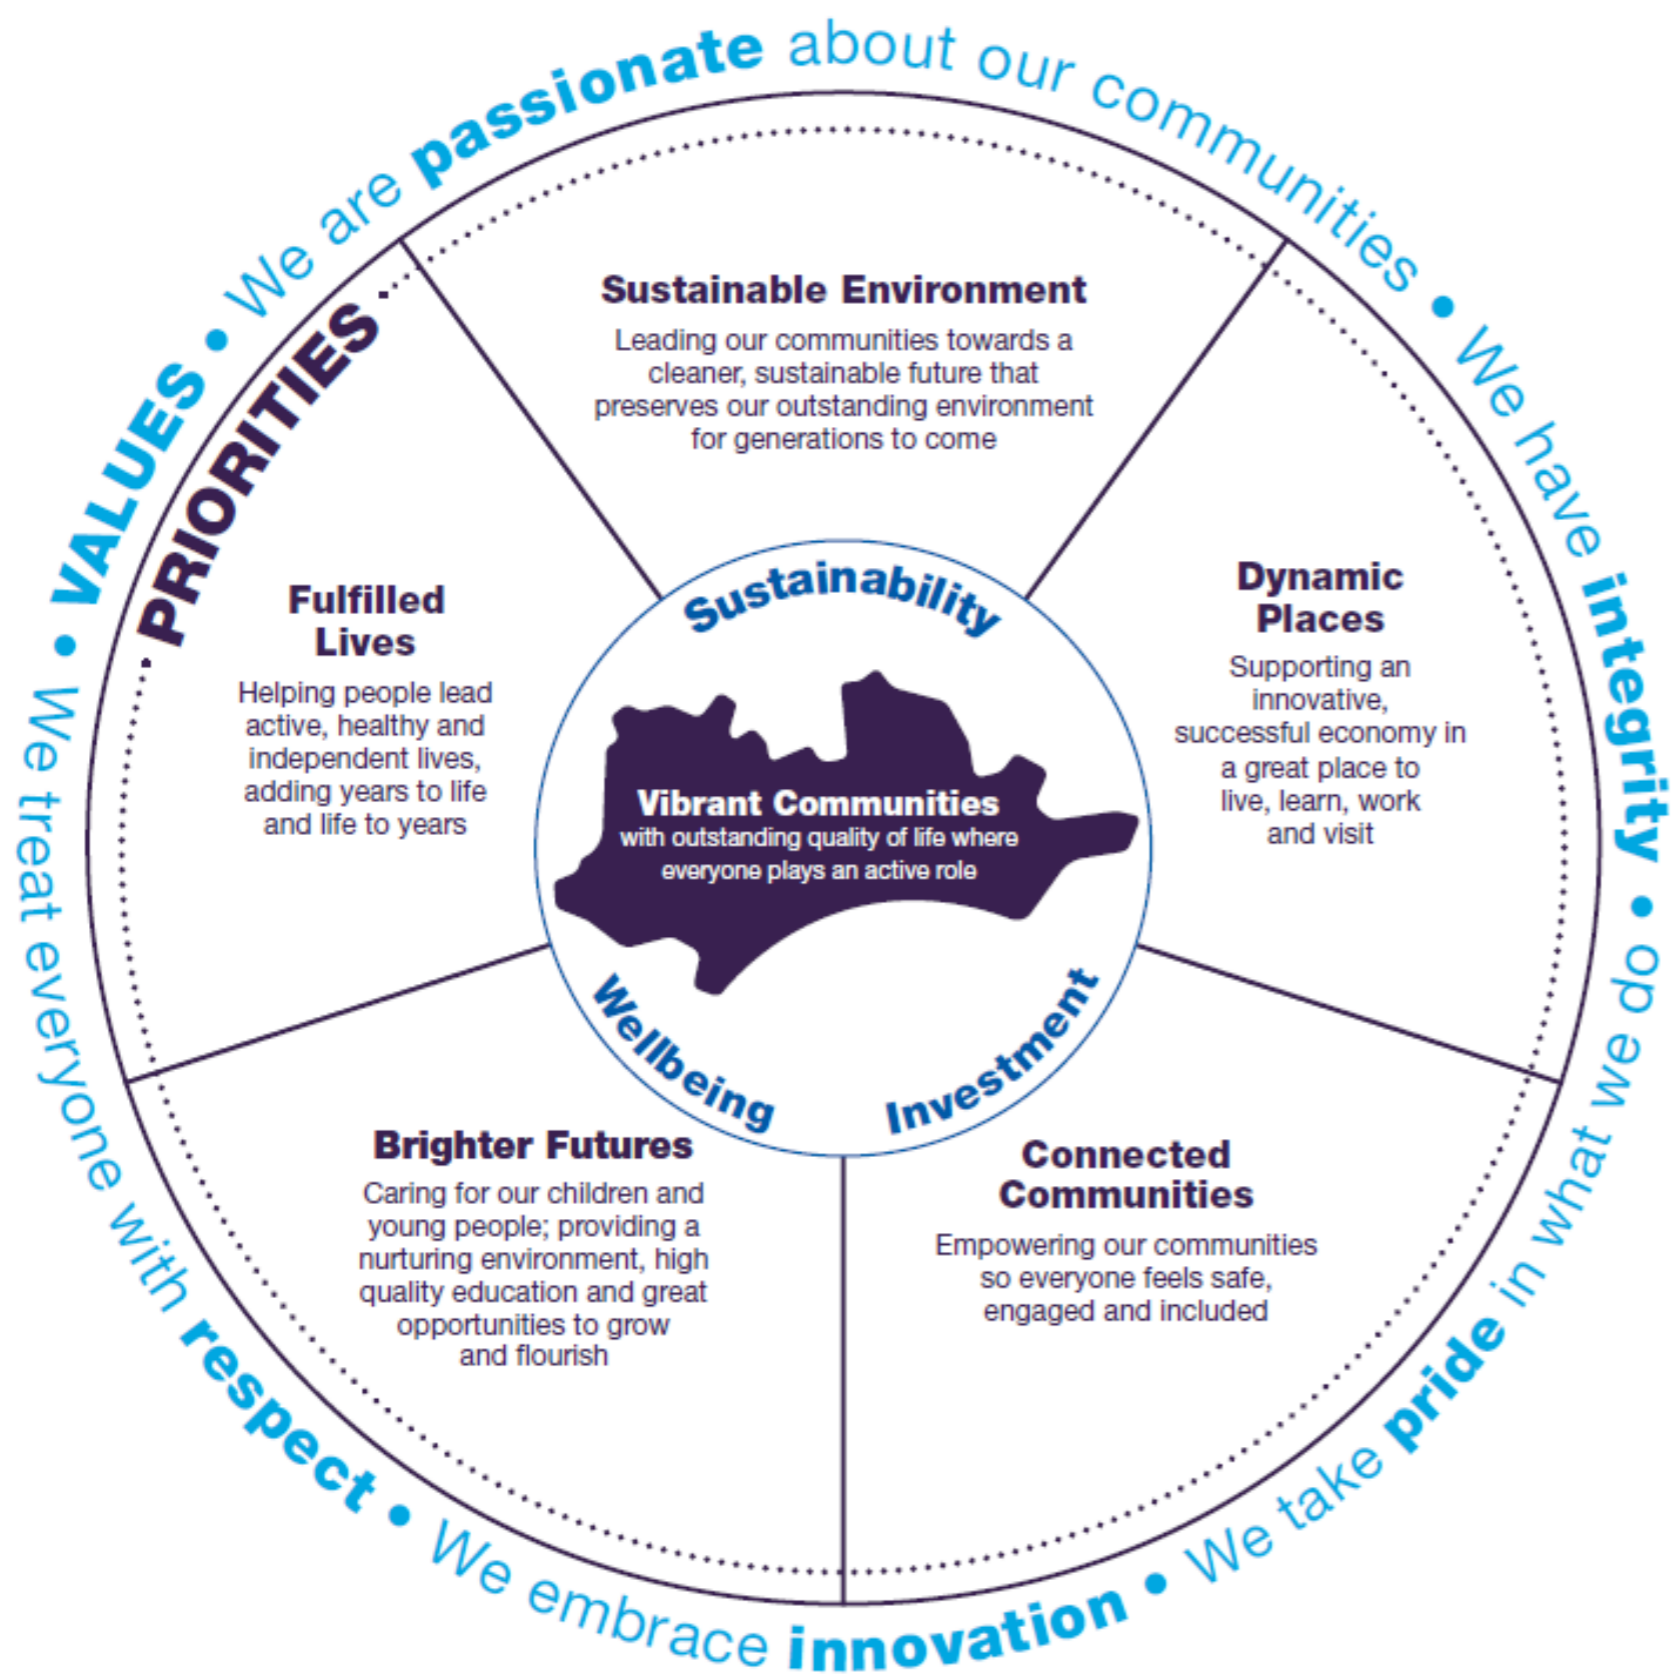 VALUES • We are passionate about our communities • We have integrity • We take pride in what we do • We embrace innovation • We treat everyone with respect •
PRIORITIES
Sustainable Environment
Leading our communities towards a
cleaner, sustainable future that
preserves our outstanding environment
for generations to come
Dynamic
Places
Supporting an
innovative,
successful economy in
a great place to
live, learn, work
and visit
Connected
Communities
Empowering our communities
so everyone feels safe,
engaged and included
Brighter Futures
Caring for our children and
young people; providing a
nurturing environment, high
quality education and great
opportunities to grow
and flourish
Fulfilled
Lives
Helping people lead
active, healthy and
independent lives,
adding years to life
and life to years
Sustainability
Investment
Wellbeing
Vibrant Communities
with outstanding quality of life where
everyone plays an active role